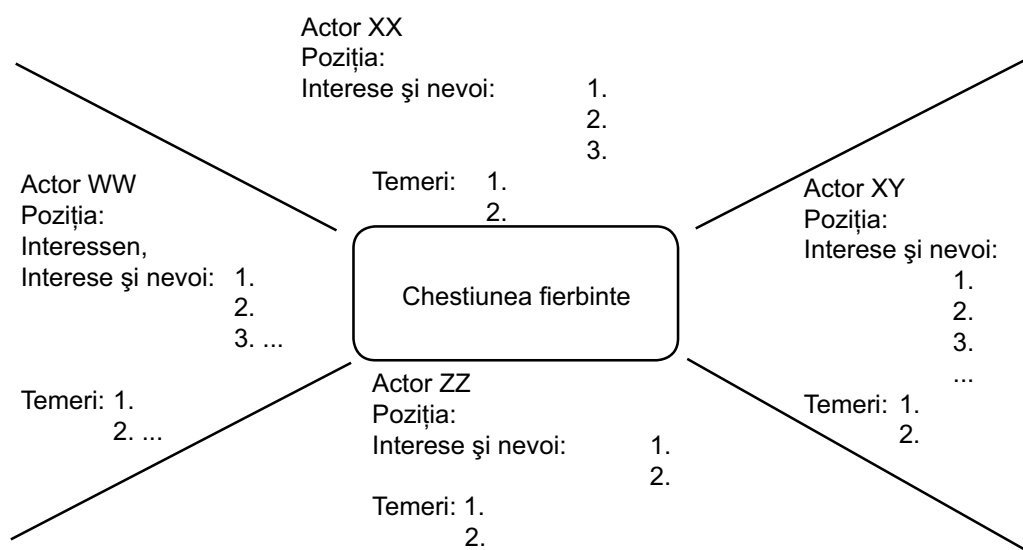 Actor XX
Poziția:
Interese şi nevoi: 1.
2.
3.
Temeri: 1.
2.
Actor WW
Poziția:
Interessen,
Interese şi nevoi: 1.
2.
3. ...
Temeri: 1.
2. ...
Chestiunea fierbinte
Actor XY
Poziția:
Interese şi nevoi:
1.
2.
3.
...
Temeri: 1.
2.
Actor ZZ
Poziția:
Interese şi nevoi: 1.
2.
Temeri: 1.
2.